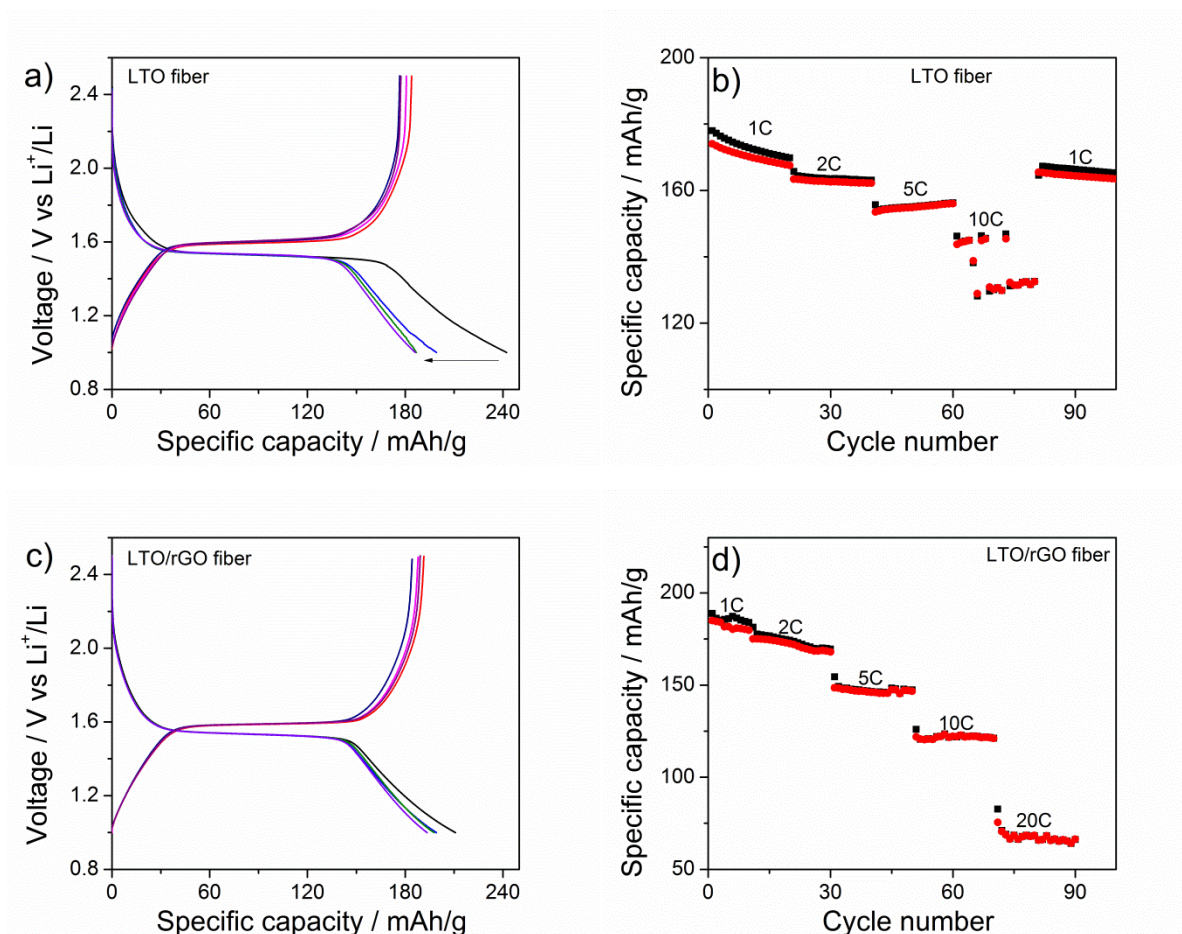 a)
LTO fiber
2.4
2.0
1.6
1.2
0.8
Voltage / V vs Li⁺/Li
0 60 120 180 240
Specific capacity / mAh/g
b)
LTO fiber
200
160
120
Specific capacity / mAh/g
1C
2C
5C
10C
1C
0 30 60 90
Cycle number
c)
LTO/rGO fiber
2.4
2.0
1.6
1.2
0.8
Voltage / V vs Li⁺/Li
0 60 120 180 240
Specific capacity / mAh/g
d)
LTO/rGO fiber
200
150
100
50
Specific capacity / mAh/g
1C
2C
5C
10C
20C
0 30 60 90
Cycle number